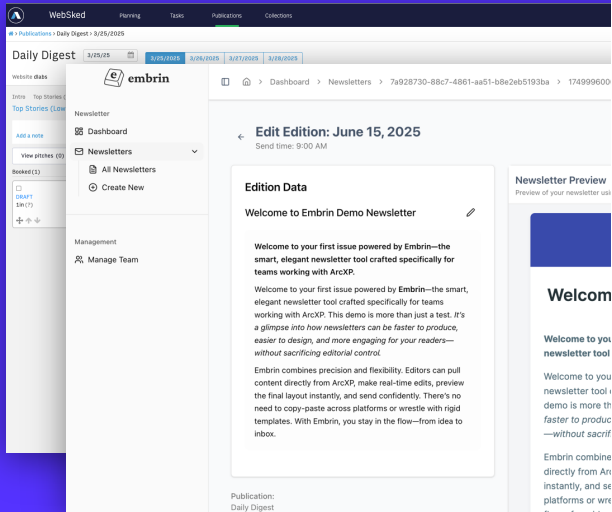 WebSked Planning Tasks Publications Collections
> Publications > Daily Digest > 3/25/2025
Daily Digest 3/25/25 3/25/2025 3/26/2025 3/27/2025 3/28/2025
Website dlabs
Intro Top Stories (
Top Stories (Low
Add a note
View pitches (0)
Booked (1)
DRAFT
1in (?)
embrin
Newsletter
Dashboard
Newsletters
All Newsletters
Create New
Management
Manage Team
> Dashboard > Newsletters > 7a928730-88c7-4861-aa51-b8e2eb5193ba > 1749996000
Edit Edition: June 15, 2025
Send time: 9:00 AM
Edition Data
Welcome to Embrin Demo Newsletter
Welcome to your first issue powered by Embrin—the
smart, elegant newsletter tool crafted specifically for
teams working with ArcXP.
Welcome to your first issue powered by Embrin—the smart,
elegant newsletter tool crafted specifically for teams
working with ArcXP. This demo is more than just a test. It's
a glimpse into how newsletters can be faster to produce,
easier to design, and more engaging for your readers—
without sacrificing editorial control.
Embrin combines precision and flexibility. Editors can pull
content directly from ArcXP, make real-time edits, preview
the final layout instantly, and send confidently. There's no
need to copy-paste across platforms or wrestle with rigid
templates. With Embrin, you stay in the flow—from idea to
inbox.
Publication:
Daily Digest
Newsletter Preview
Preview of your newsletter usi
Welcom
Welcome to you
newsletter tool
Welcome to you
newsletter tool
demo is more th
faster to produc
—without sacrifi
Embrin combine
directly from Arc
instantly, and se
platforms or wre